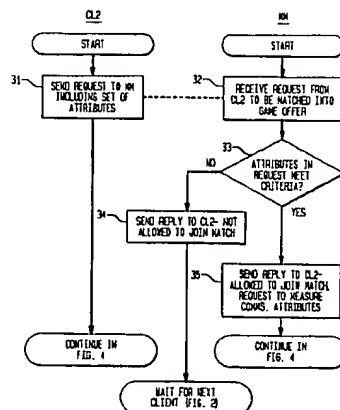 CL2
MM
START
START
31
SEND REQUEST TO MM
INCLUDING SET OF
ATTRIBUTES
32
RECEIVE REQUEST FROM
CL2 TO BE MATCHED INTO
GAME OFFER
33
NO
ATTRIBUTES IN
REQUEST MEET
CRITERIA?
34
YES
SEND REPLY TO CL2- NOT
ALLOWED TO JOIN MATCH
35
SEND REPLY TO CL2-
ALLOWED TO JOIN MATCH,
REQUEST TO MEASURE
COMMS. ATTRIBUTES
CONTINUE IN
FIG. 4
CONTINUE IN
FIG. 4
WAIT FOR NEXT
CLIENT (FIG. 2)